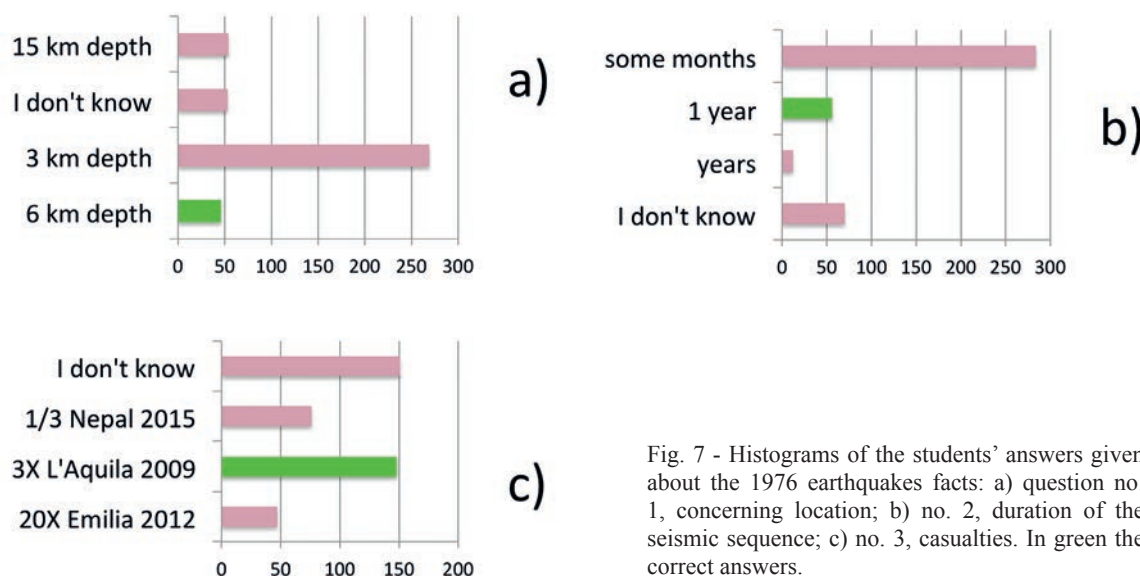 15 km depth
I don't know
3 km depth
6 km depth
0 50 100 150 200 250 300
a)
some months
1 year
years
I don't know
0 50 100 150 200 250 300
b)
I don't know
1/3 Nepal 2015
3X L'Aquila 2009
20X Emilia 2012
0 50 100 150 200
c)
Fig. 7 - Histograms of the students’ answers given
about the 1976 earthquakes facts: a) question no
1, concerning location; b) no. 2, duration of the
seismic sequence; c) no. 3, casualties. In green the
correct answers.